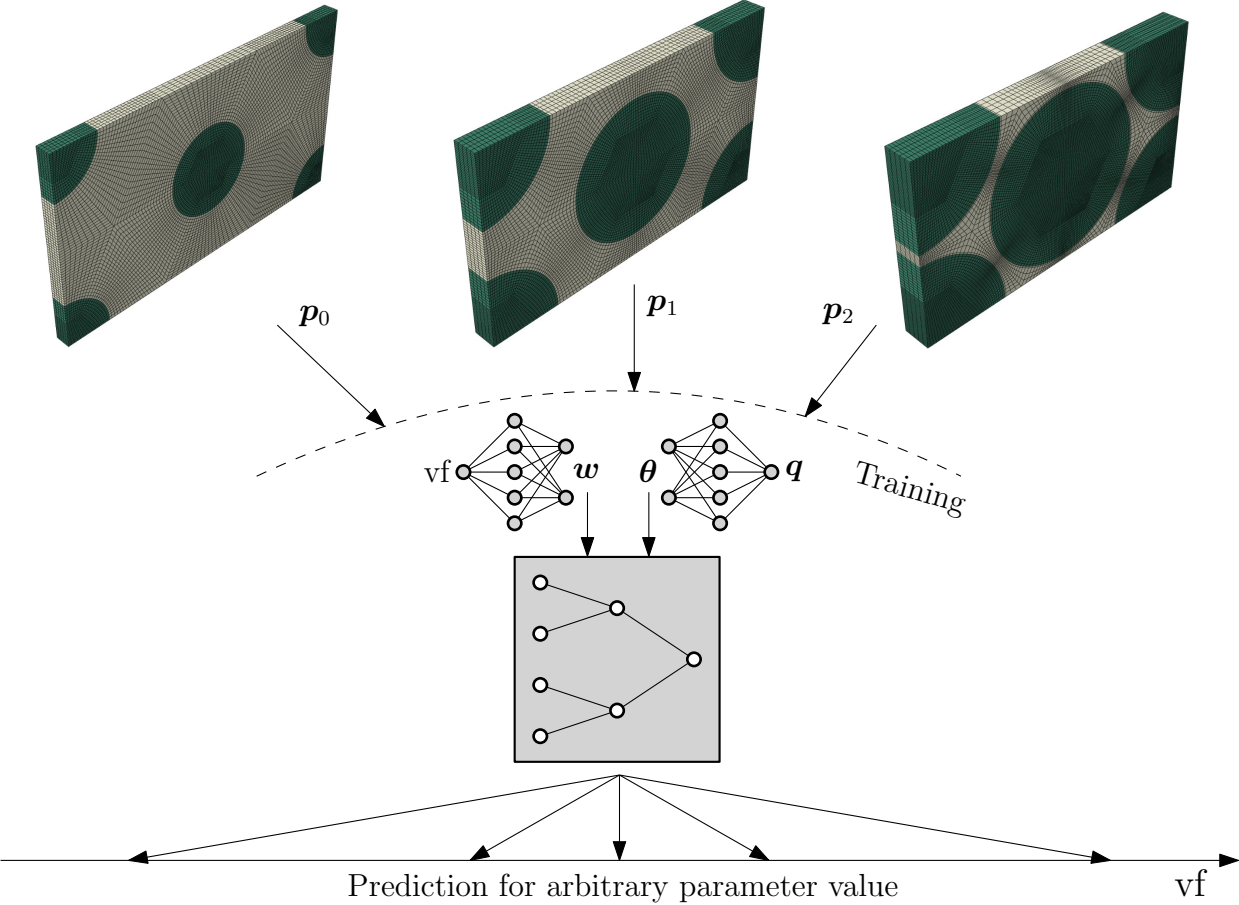 p0
p1
p2
vf
w
θ
q
Training
Prediction for arbitrary parameter value
vf